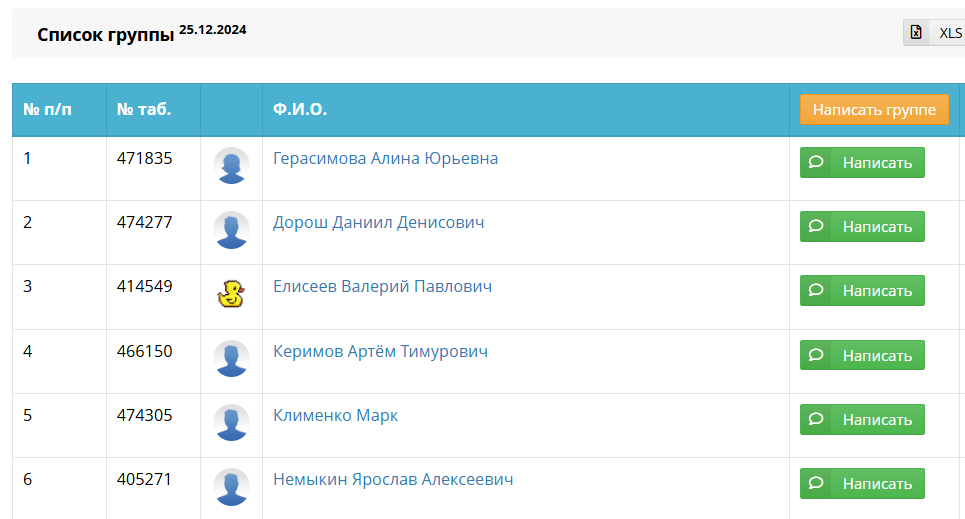 Список группы 25.12.2024
XLS
№ п/п № таб. Ф.И.О. Написать группе
1 471835 Герасимова Алина Юрьевна Написать
2 474277 Дорош Даниил Денисович Написать
3 414549 Елисеев Валерий Павлович Написать
4 466150 Керимов Артём Тимурович Написать
5 474305 Клименко Марк Написать
6 405271 Немыкин Ярослав Алексеевич Написать